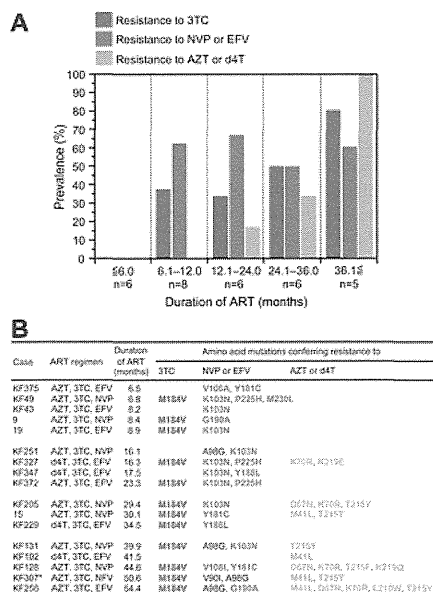 A
Resistance to 3TC
Resistance to NVP or EFV
Resistance to AZT or d4T
Prevalence (%)
100
90
80
70
60
50
40
30
20
10
0
≦6.0 6.1–12.0 12.1–24.0 24.1–36.0 36.1≦
n=6 n=8 n=6 n=6 n=5
Duration of ART (months)
B
Case ART regimen Duration of ART (months) Amino acid mutations conferring resistance to
3TC NVP or EFV AZT or d4T
KF375 AZT, 3TC, EFV 6.5 Y181C
KF49 AZT, 3TC, NVP 6.8 M184V K103N, P225H, M230L
KF43 AZT, 3TC, EFV 8.2 K103N
9 AZT, 3TC, NVP 8.4 M184V G190A
19 AZT, 3TC, EFV 8.9 M184V K103N
KF251 AZT, 3TC, NVP 16.1 A98G, K103N
KF327 d4T, 3TC, EFV 16.3 M184V K103N, P225H K70R, K219E
KF347 d4T, 3TC, EFV 17.5 K103N, Y188L
KF372 AZT, 3TC, EFV 23.3 M184V K103N, P225H
KF205 AZT, 3TC, NVP 29.4 M184V K103N D67N, K70R, T215Y
15 AZT, 3TC, NVP 30.1 M184V Y181C M41L, T215Y
KF229 d4T, 3TC, EFV 34.5 M184V Y188L
KF131 AZT, 3TC, NVP 39.9 M184V A98G, K103N T215Y
d4T, 3TC, EFV 41.5 M41L
KF128 AZT, 3TC, NVP 44.6 M184V Y181C D67N, K70R, T215F, K219Q
KF307* AZT, 3TC, 50.6 M184V V90I, A98G M41L, T215Y
AZT, 3TC, EFV M184V A98G, G190A M41L, D67N, K70R, L210W, T215Y